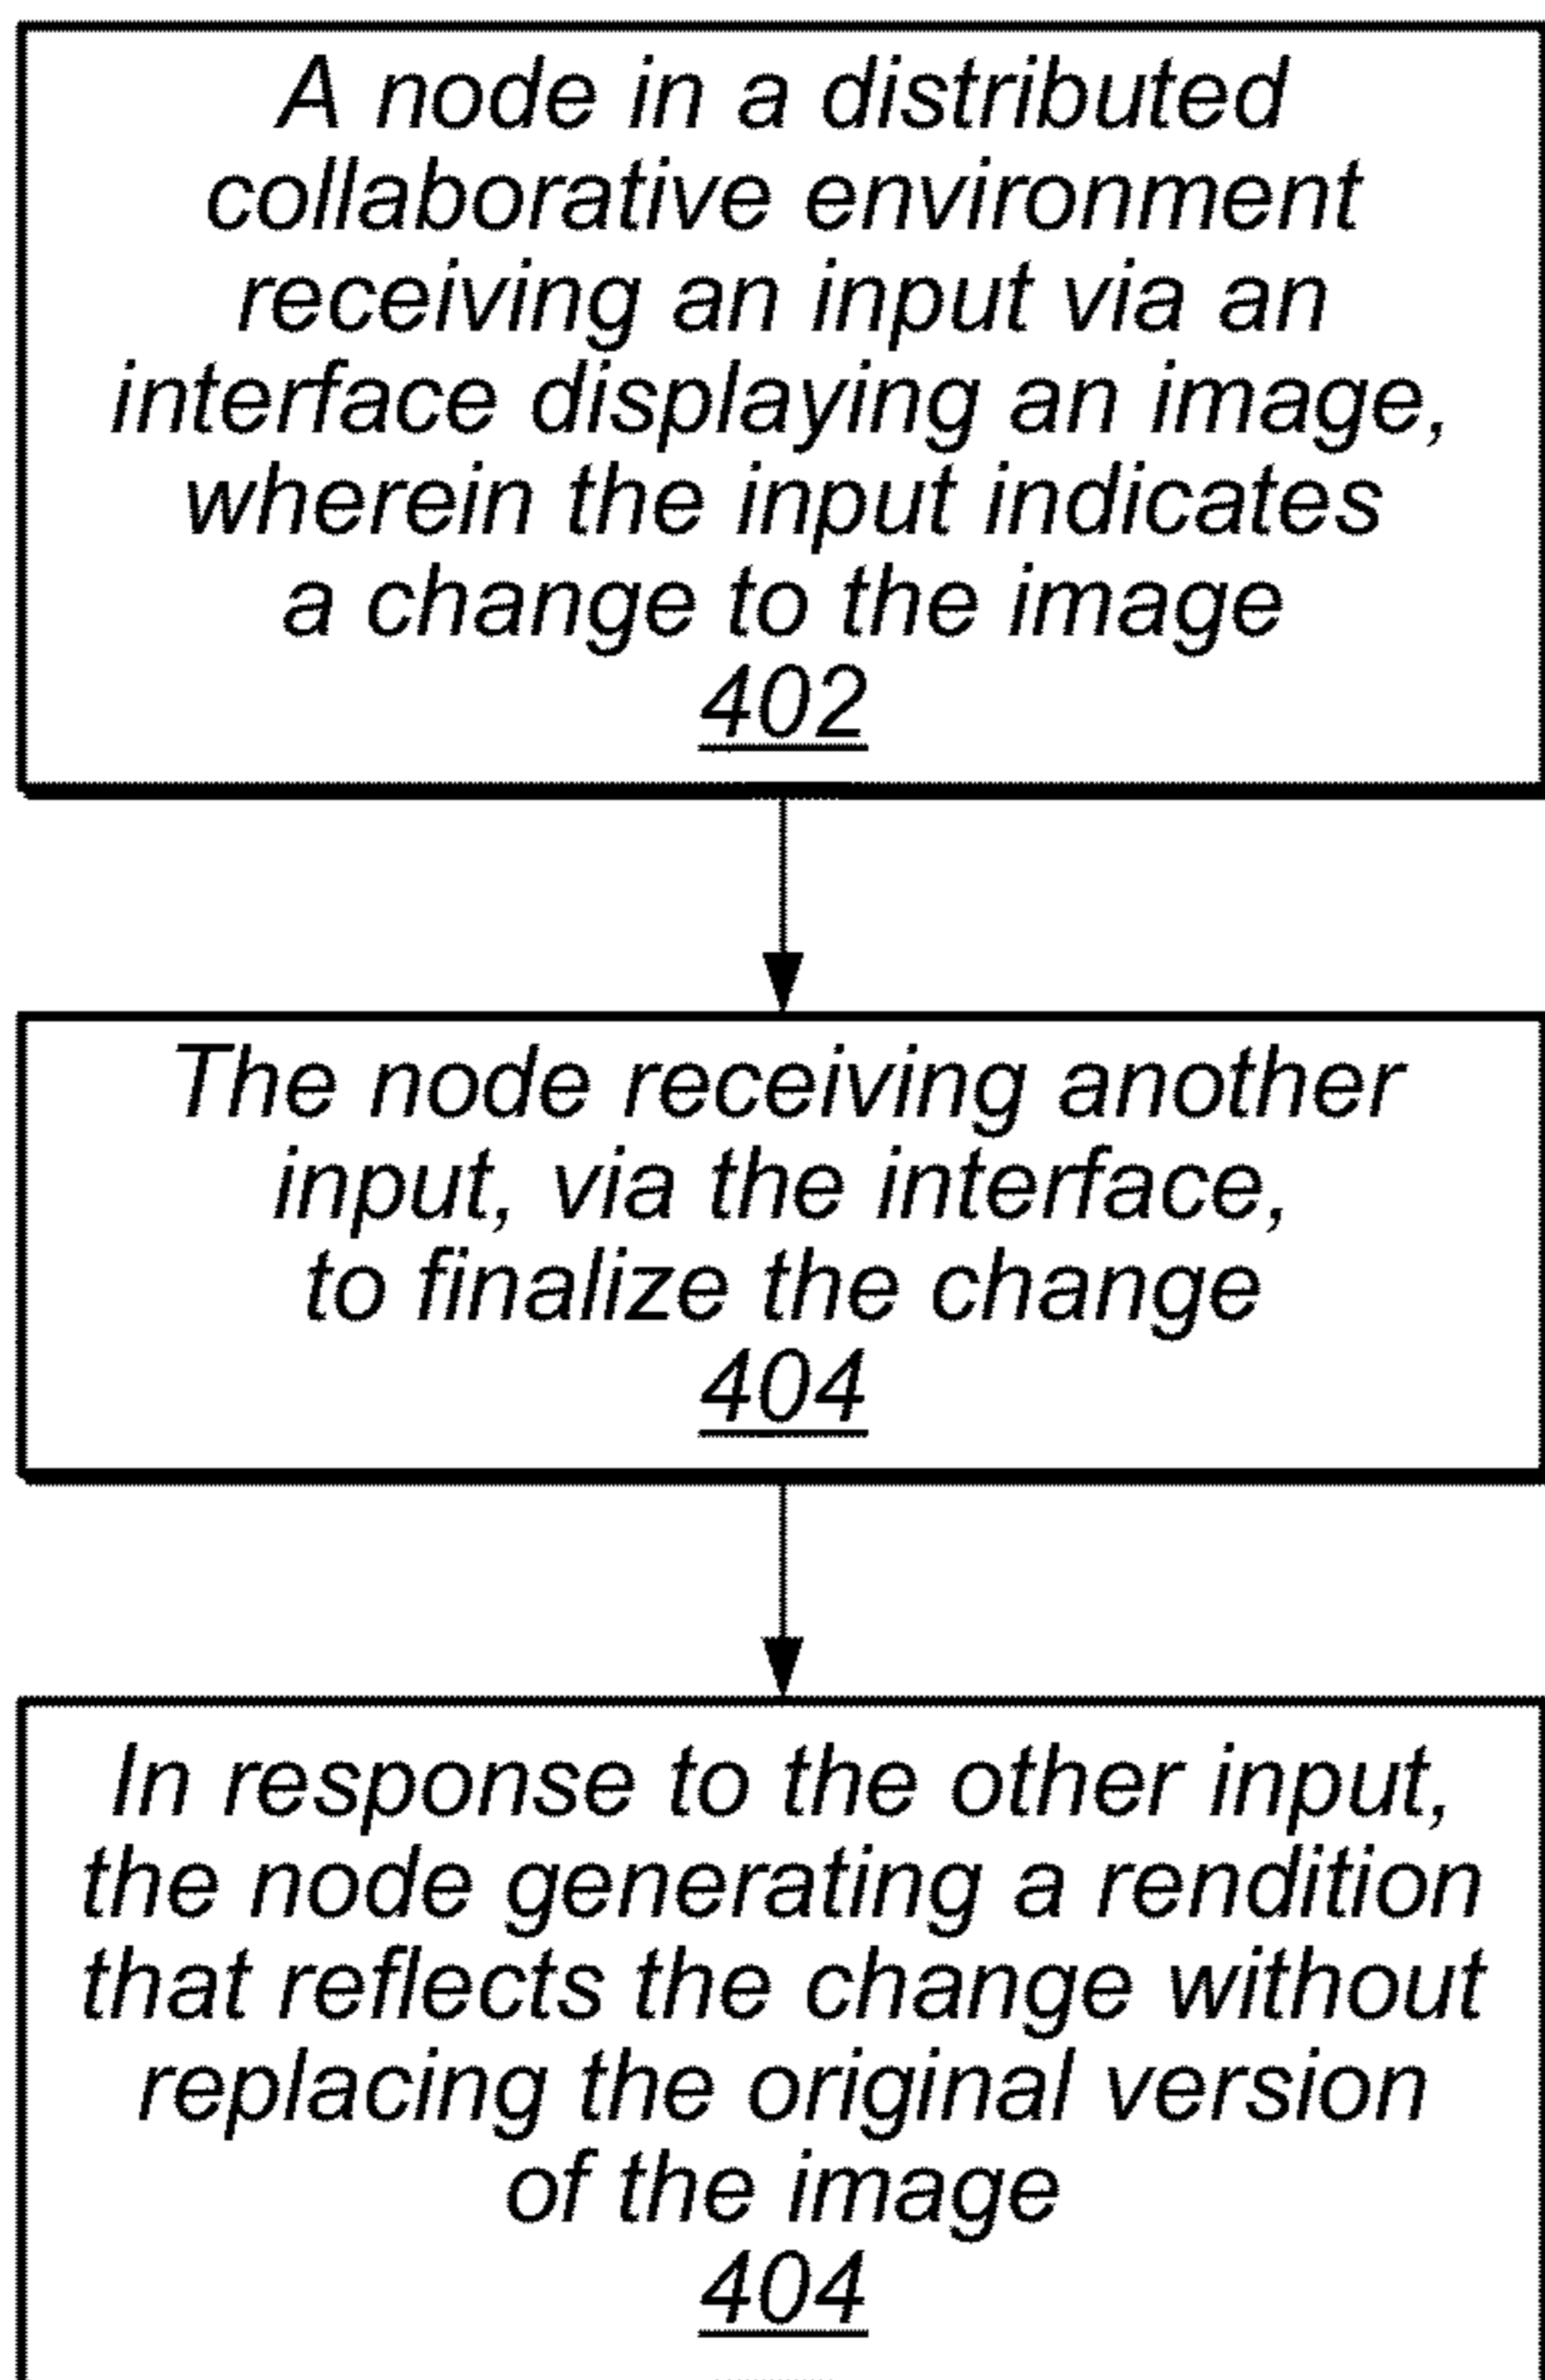 A node in a distributed
collaborative environment
receiving an input via an
interface displaying an image,
wherein the input indicates
a change to the image
402
The node receiving another
input, via the interface,
to finalize the change
404
In response to the other input,
the node generating a rendition
that reflects the change without
replacing the original version
of the image
404